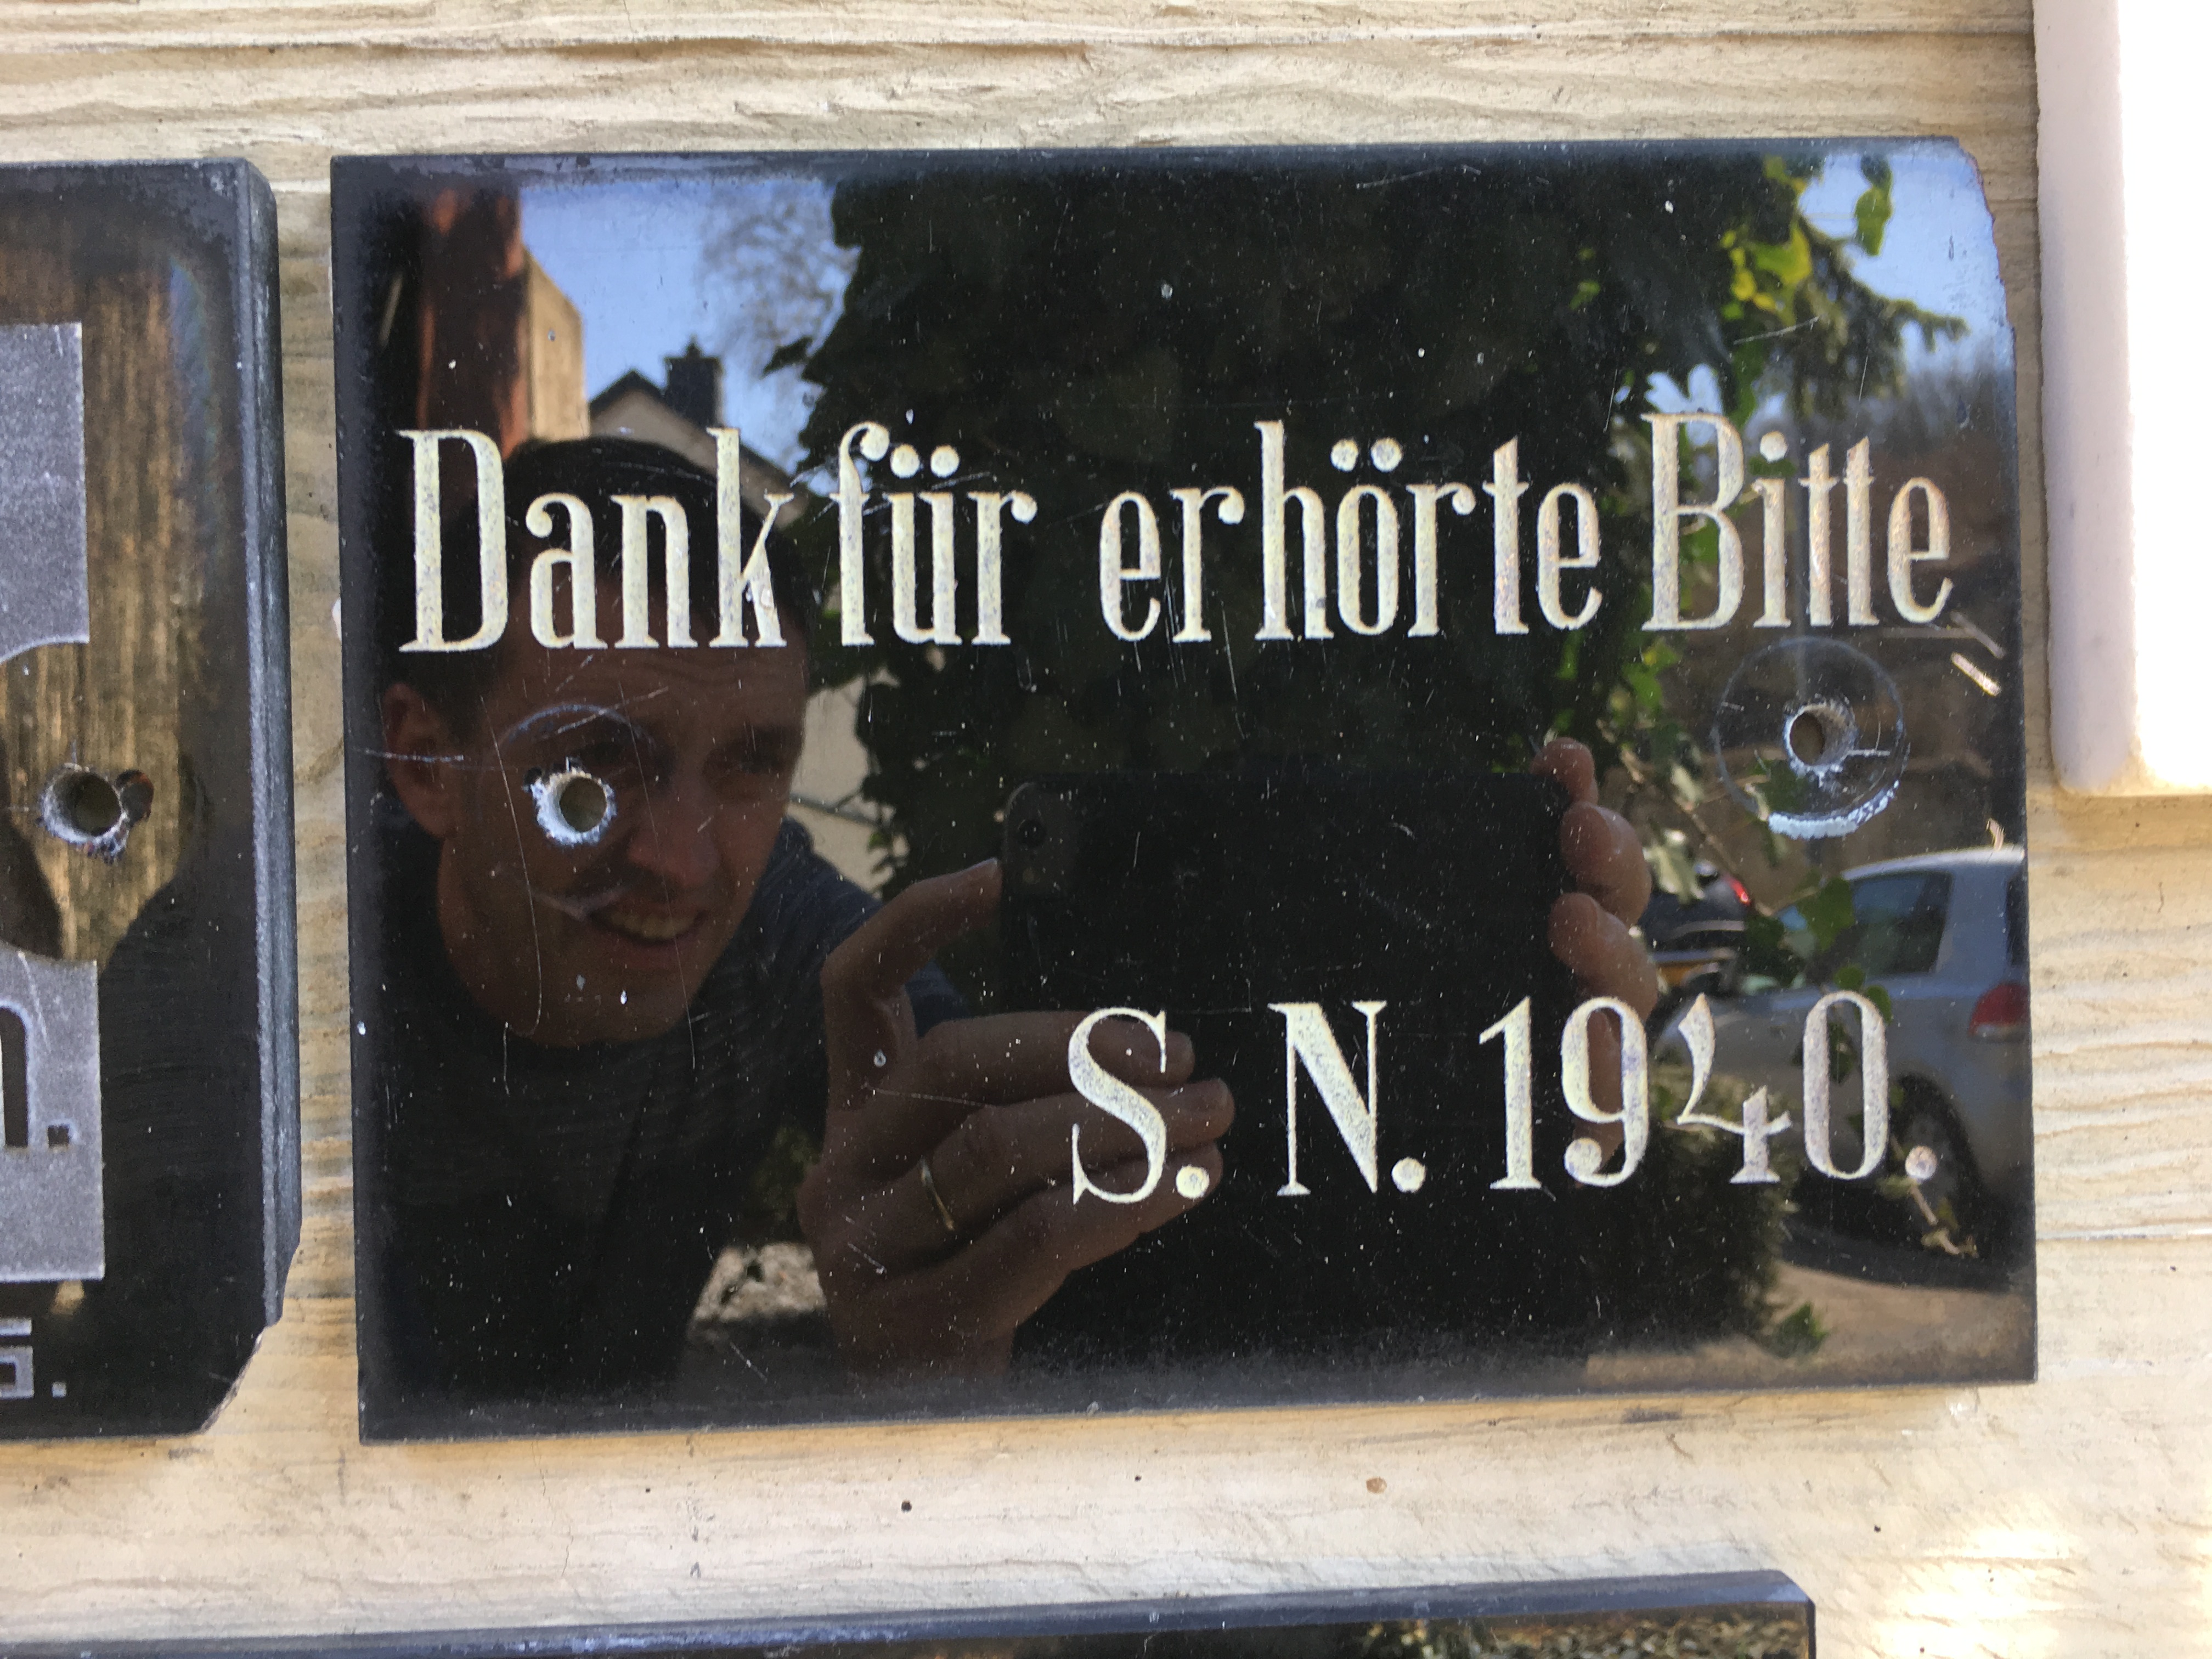 Dank für erhörte Bitte
S. N. 1940.